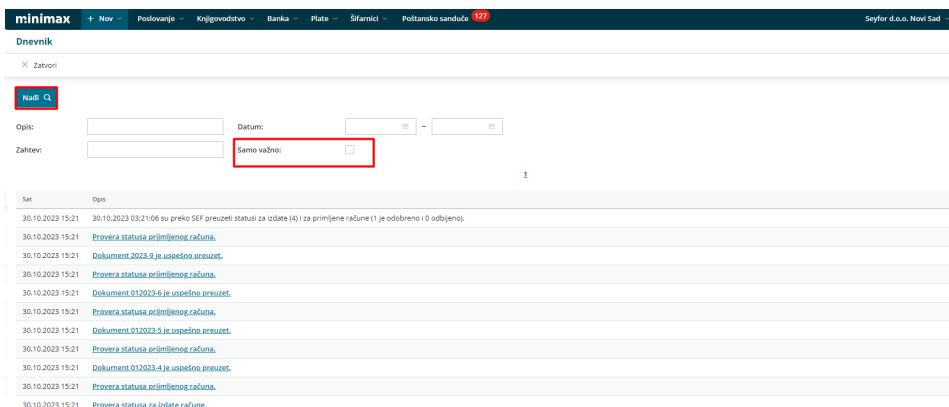 minimax + Nov Poslovanje Knjigovodstvo Banka Plate Šifarnici Poštansko sanduče 127 Seyfor d.o.o. Novi Sad
Dnevnik
× Zatvori
Nađi
Opis: Datum: –
Zahtev: Samo važno:
1
Sat Opis
30.10.2023 15:21 30.10.2023 03:21:06 su preko SEF preuzeti statusi za izdate (4) i za primljene račune (1 je odobreno i 0 odbijeno).
30.10.2023 15:21 Provera statusa prijmljenog računa.
30.10.2023 15:21 Dokument 2023-9 je uspešno preuzet.
30.10.2023 15:21 Provera statusa prijmljenog računa.
30.10.2023 15:21 Dokument 012023-6 je uspešno preuzet.
30.10.2023 15:21 Provera statusa prijmljenog računa.
30.10.2023 15:21 Dokument 012023-5 je uspešno preuzet.
30.10.2023 15:21 Provera statusa prijmljenog računa.
30.10.2023 15:21 Dokument 012023-4 je uspešno preuzet.
30.10.2023 15:21 Provera statusa prijmljenog računa.
30.10.2023 15:21 Provera statusa za izdate račune.